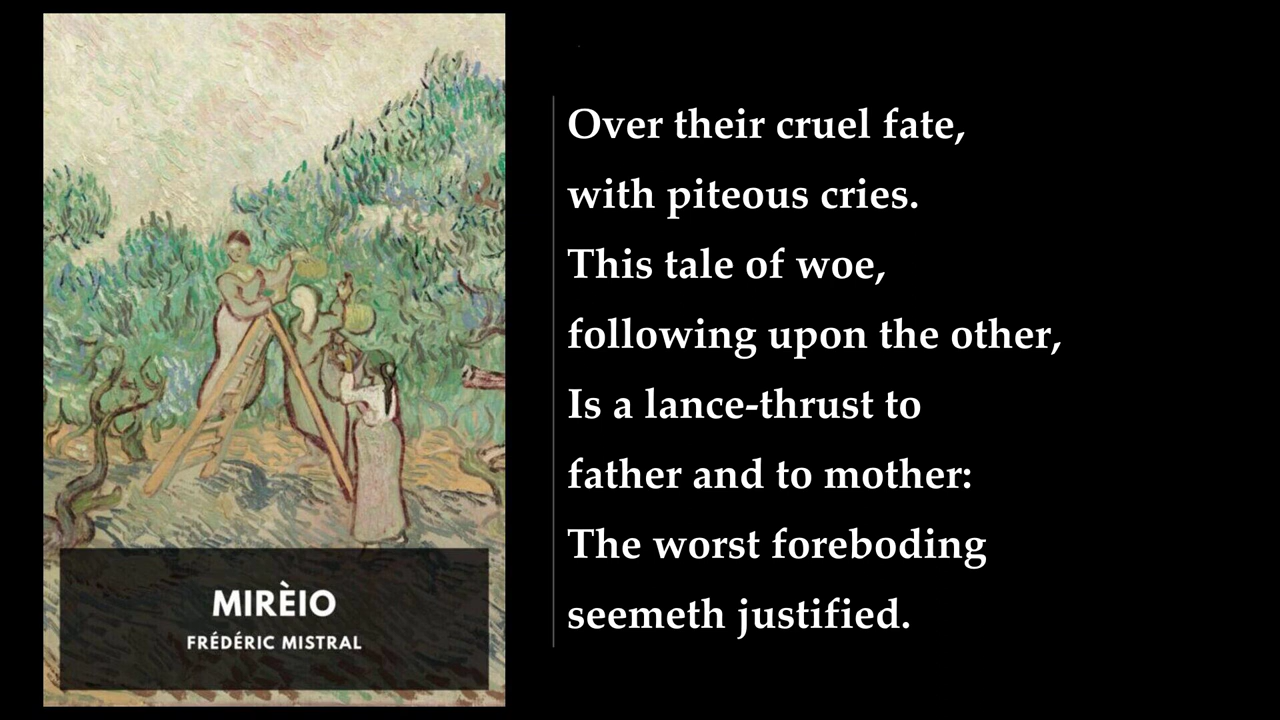 MIRÈIO
FRÉDÉRIC MISTRAL
Over their cruel fate,
with piteous cries.
This tale of woe,
following upon the other,
Is a lance-thrust to
father and to mother:
The worst foreboding
seemeth justified.